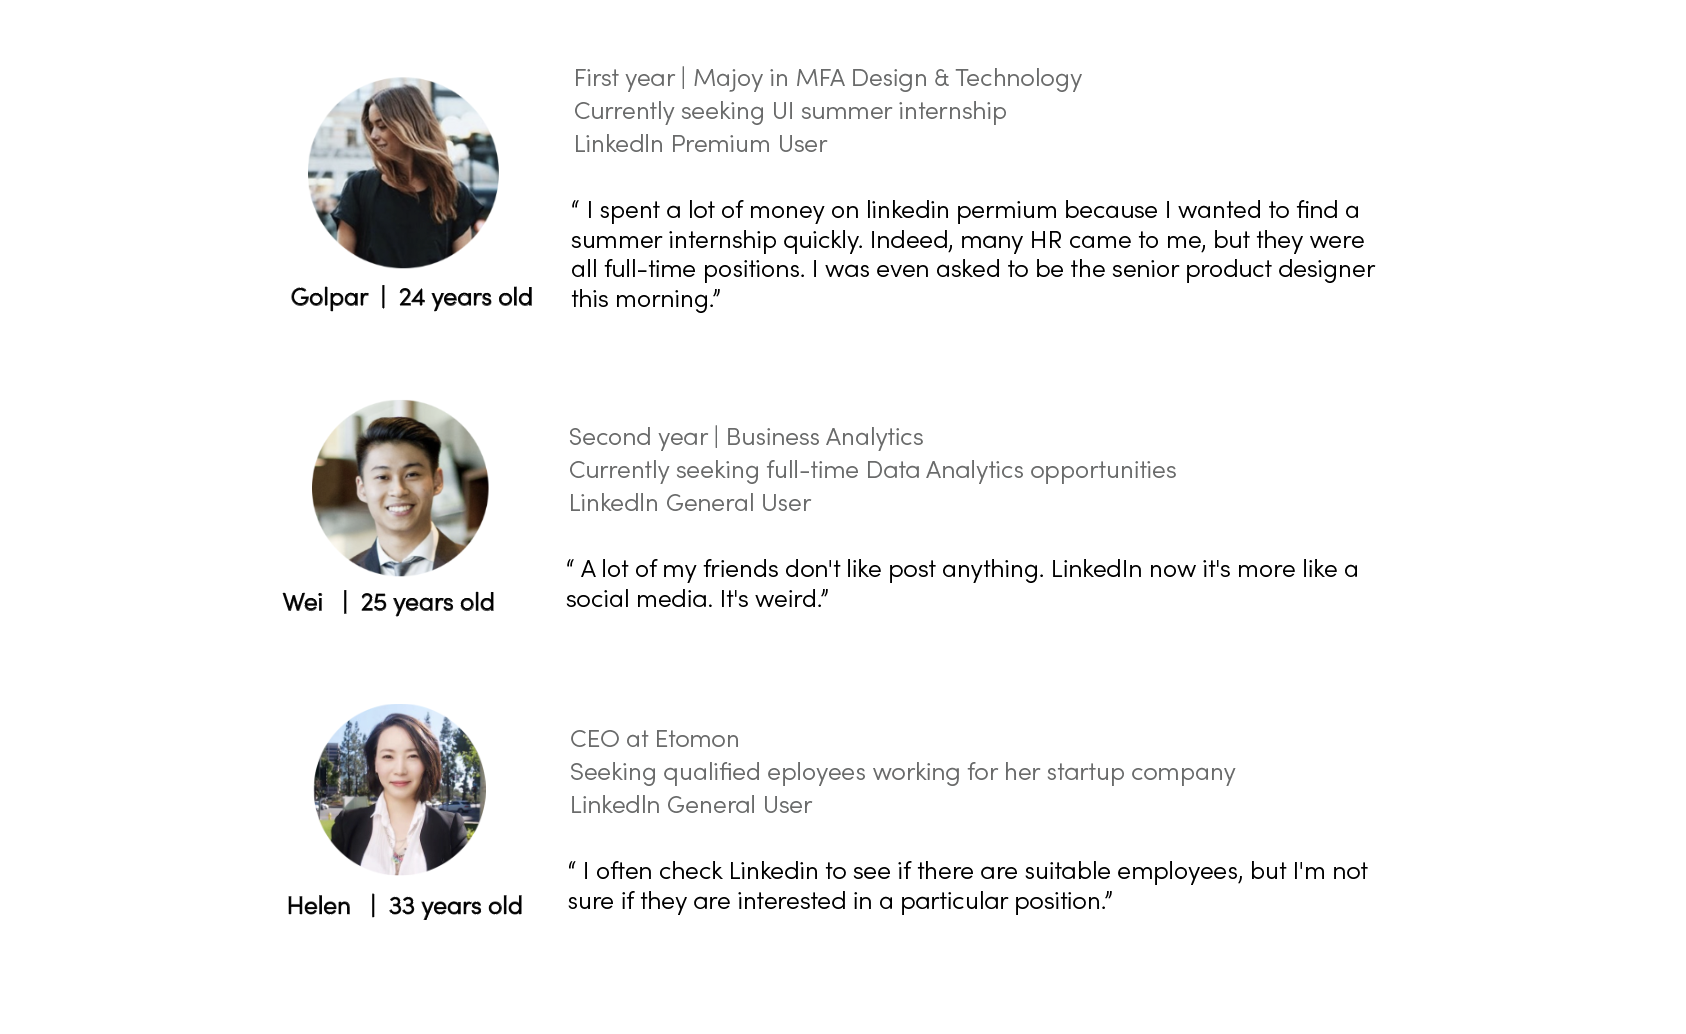 First year | Majoy in MFA Design & Technology
Currently seeking UI summer internship
LinkedIn Premium User
“ I spent a lot of money on linkedin permium because I wanted to find a
summer internship quickly. Indeed, many HR came to me, but they were
all full-time positions. I was even asked to be the senior product designer
this morning.”
Golpar | 24 years old
Second year | Business Analytics
Currently seeking full-time Data Analytics opportunities
LinkedIn General User
“ A lot of my friends don't like post anything. LinkedIn now it's more like a
social media. It's weird.”
Wei | 25 years old
CEO at Etomon
Seeking qualified eployees working for her startup company
LinkedIn General User
“ I often check Linkedin to see if there are suitable employees, but I'm not
sure if they are interested in a particular position.”
Helen | 33 years old